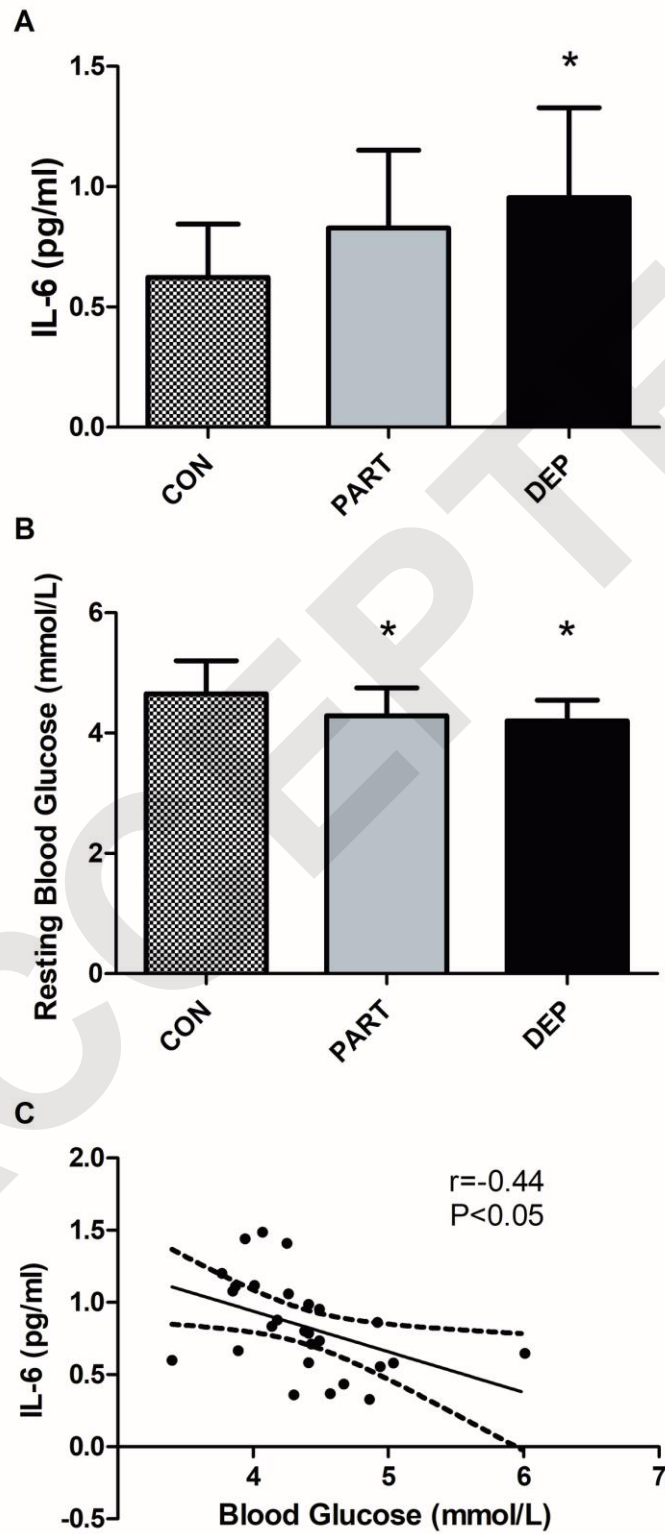 A
1.5
*
1.0
IL-6 (pg/ml)
0.5
0.0
CON
PART
DEP
B
6
*
*
4
Resting Blood Glucose (mmol/L)
2
0
CON
PART
DEP
C
2.0
r=-0.44
P<0.05
1.5
1.0
IL-6 (pg/ml)
0.5
0.0
4
5
6
7
-0.5
Blood Glucose (mmol/L)
ACCEPTE